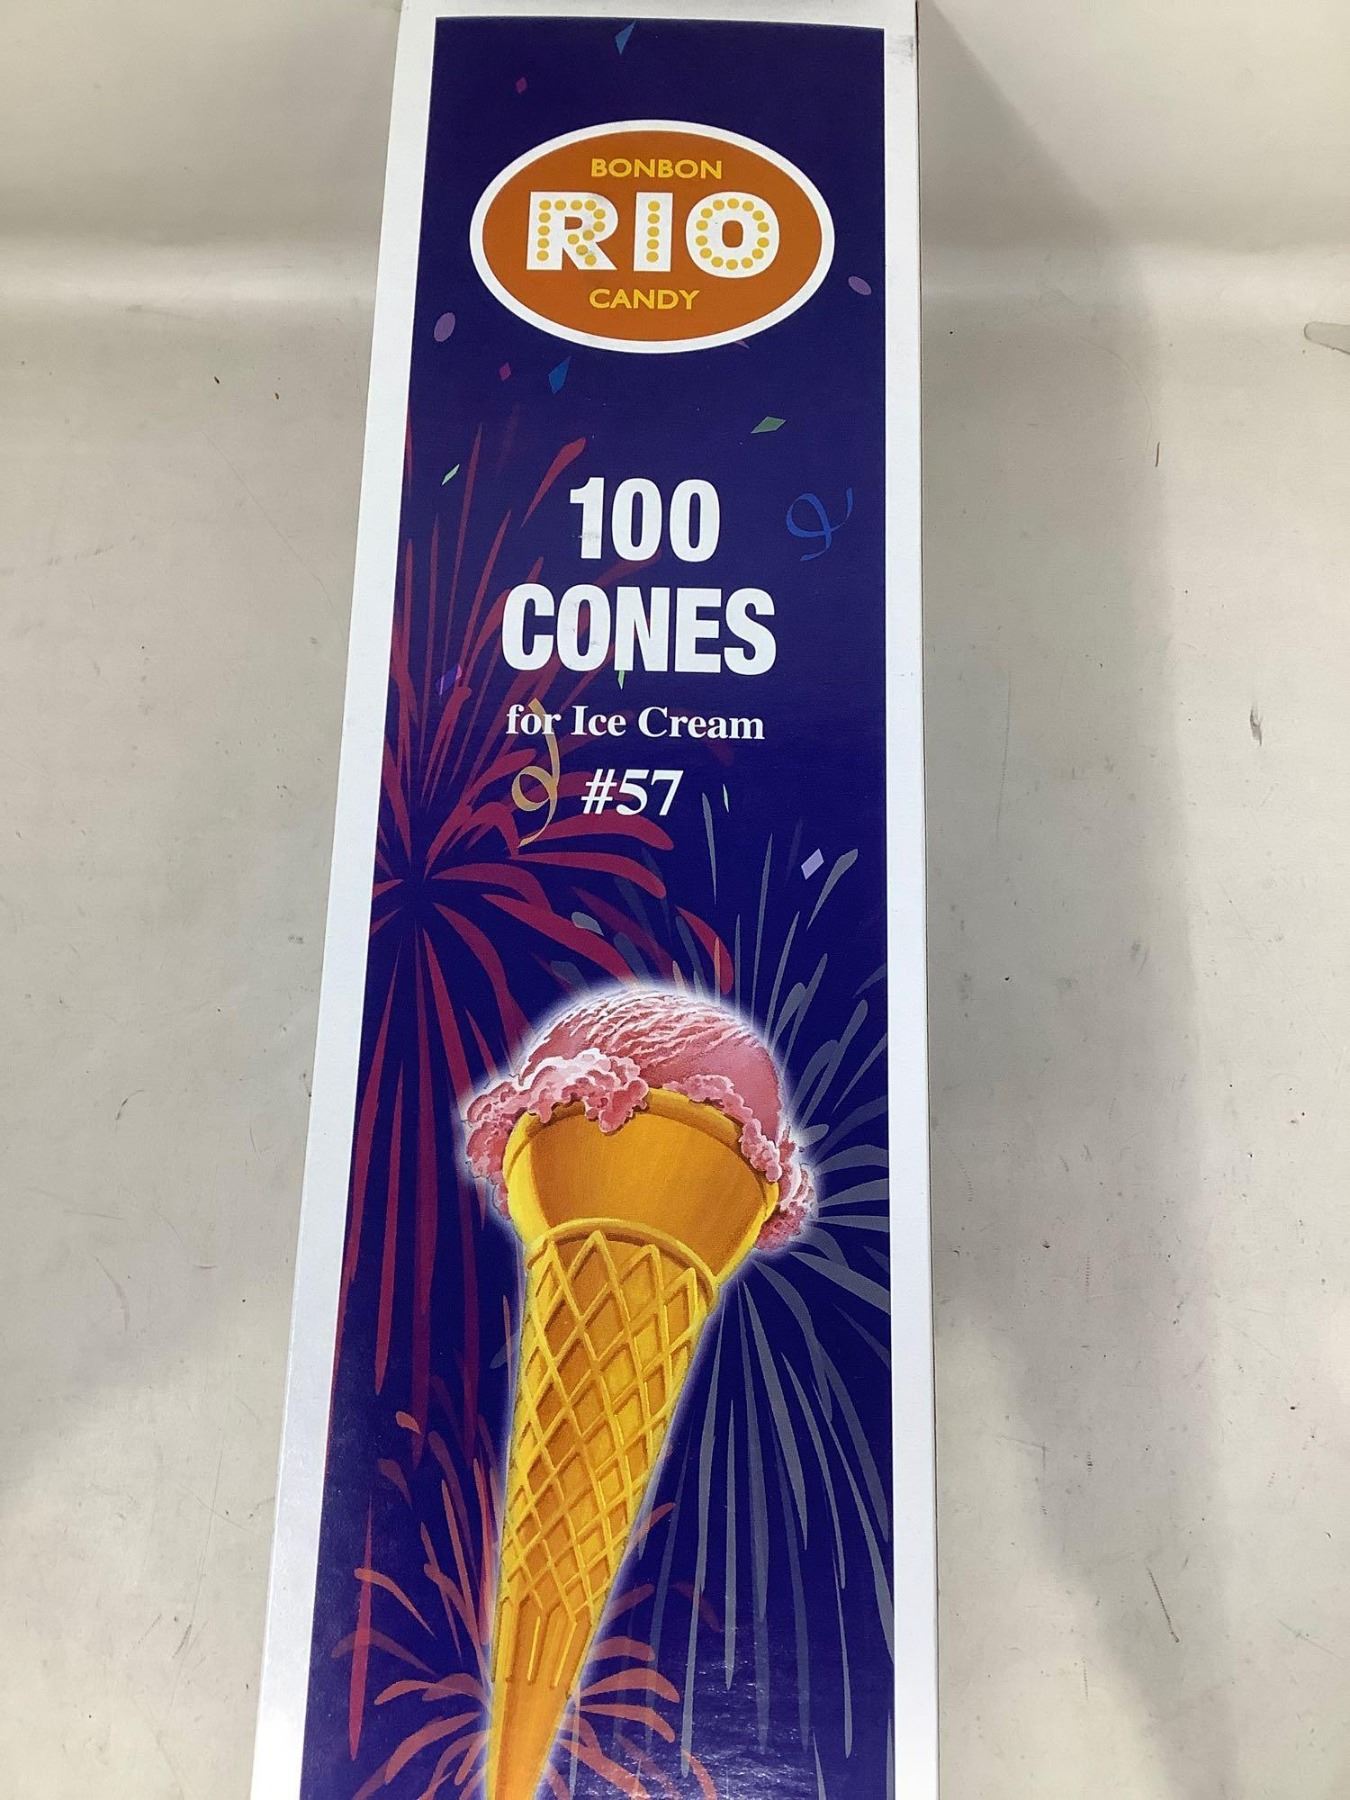 BONBON
RIO
CANDY
100
CONES
for Ice Cream
#57